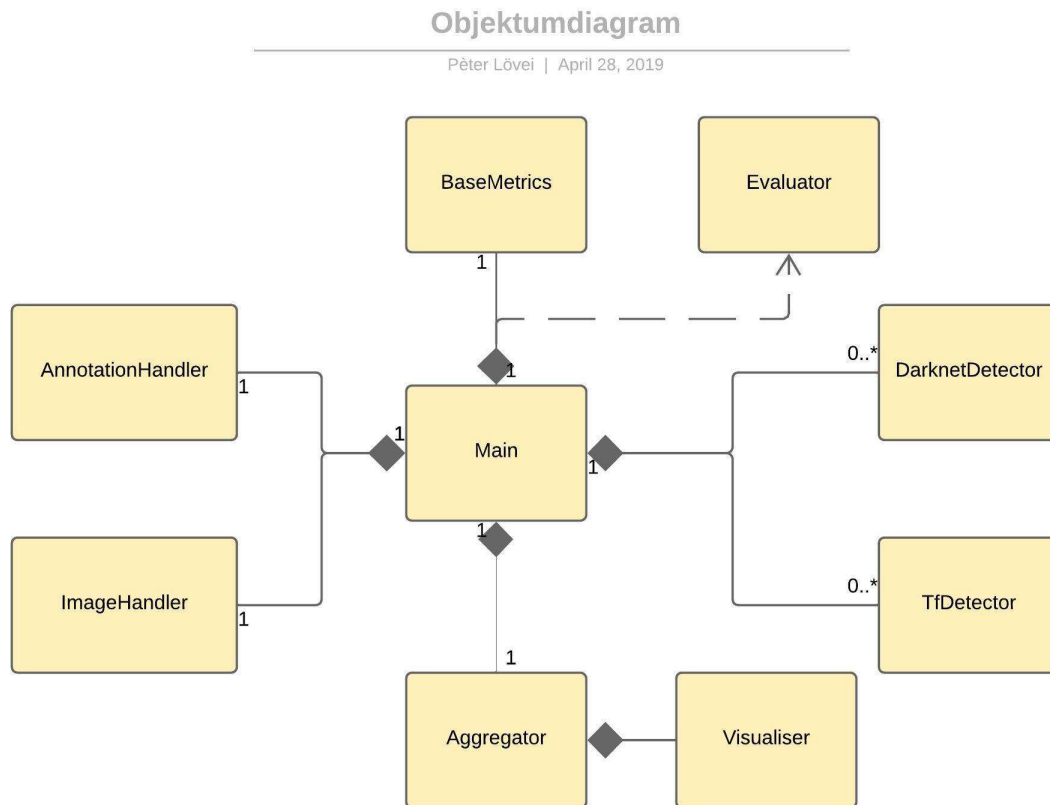 Objektumdiagram
Pèter Lövei | April 28, 2019
BaseMetrics
Evaluator
1
1
AnnotationHandler
1
0..*
DarknetDetector
1
Main
1
ImageHandler
1
1
0..*
TfDetector
1
Aggregator
Visualiser